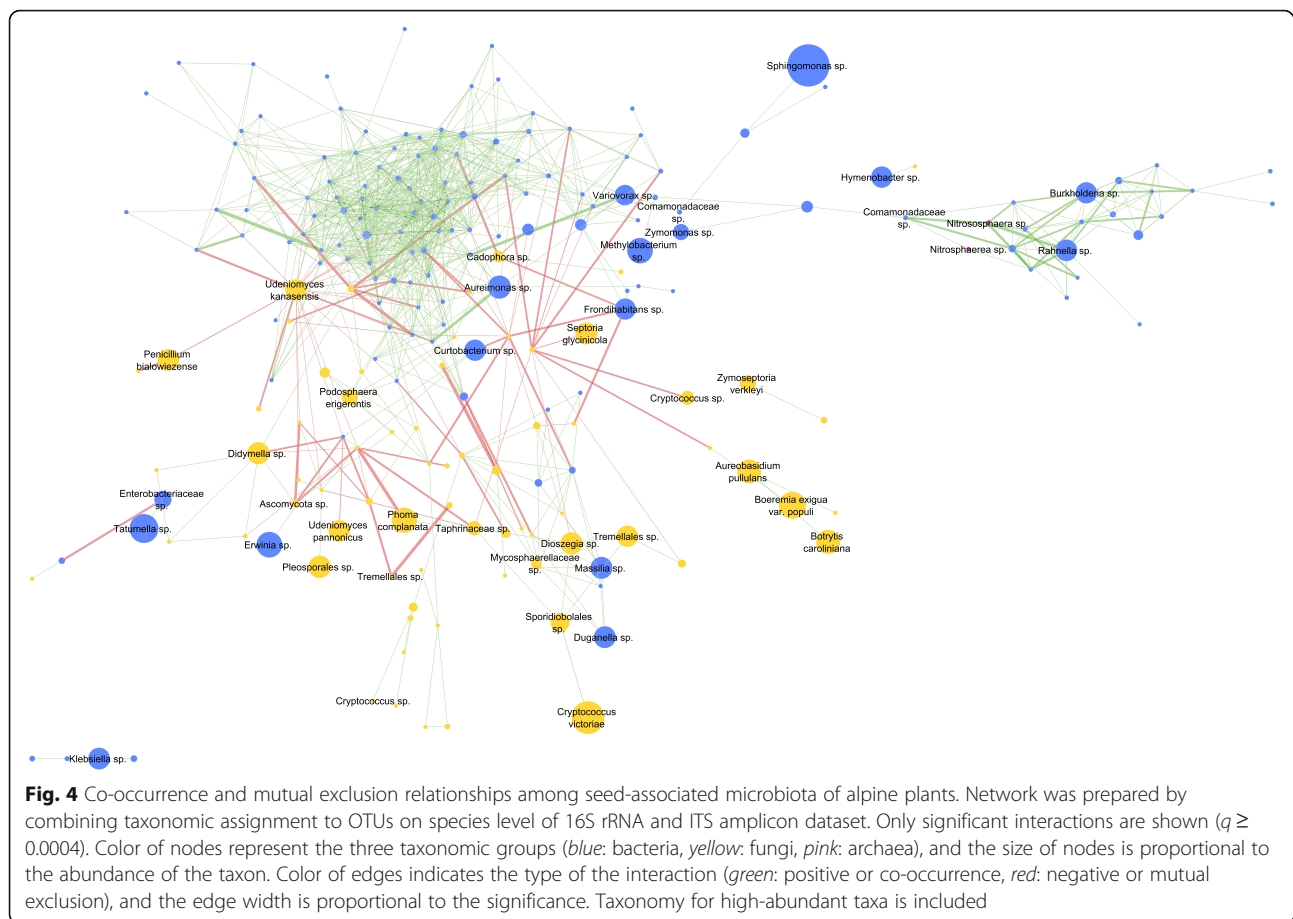 Sphingomonas sp.
Hymenobacter sp.
Variovorax sp.
Burkholderia sp.
Comamonadaceae
sp.
Comamonadaceae
sp.
Zymomonas sp.
Nitrososphaera sp.
Methylobacterium
sp.
Nitrosphaerea sp.
Rahnella sp.
Cadophora sp.
Udeniomyces
kanasensis
Aureimonas sp.
Frondihabitans sp.
Septoria
glycinicola
Curtobacterium sp.
Penicillium
bialowiezense
Zymoseptoria
verkleyi
Podosphaera
erigerontis
Cryptococcus sp.
Didymella sp.
Aureobasidium
pullulans
Enterobacteriaceae
sp.
Ascomycota sp.
Boeremia exigua
var. populi
Tatumella sp.
Udeniomyces
pannonicus
Phoma
complanata
Taphrinaceae sp.
Erwinia sp.
Dioszegia sp.
Tremellales sp.
Botrytis
caroliniana
Pleosporales sp.
Tremellales sp.
Mycosphaerellaceae
sp.
Massilia sp.
Sporidiobolales
sp.
Duganella sp.
Cryptococcus sp.
Cryptococcus
victoriae
Klebsiella sp.
Fig. 4 Co-occurrence and mutual exclusion relationships among seed-associated microbiota of alpine plants. Network was prepared by
combining taxonomic assignment to OTUs on species level of 16S rRNA and ITS amplicon dataset. Only significant interactions are shown (q ≥
0.0004). Color of nodes represent the three taxonomic groups (blue: bacteria, yellow: fungi, pink: archaea), and the size of nodes is proportional to
the abundance of the taxon. Color of edges indicates the type of the interaction (green: positive or co-occurrence, red: negative or mutual
exclusion), and the edge width is proportional to the significance. Taxonomy for high-abundant taxa is included